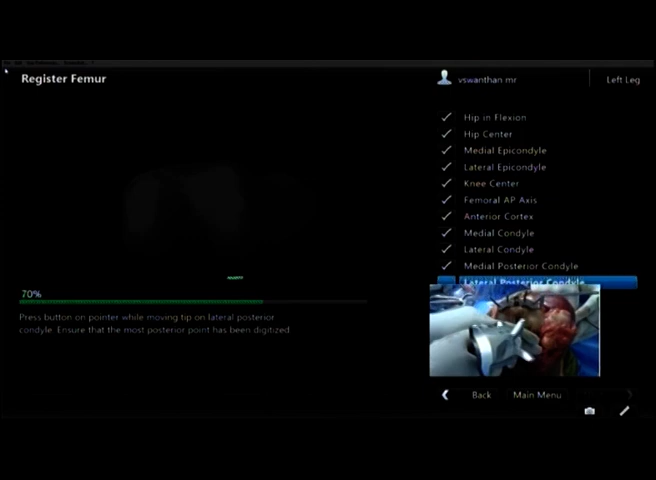 Register Femur
vswanthan mr
Left Leg
Hip in Flexion
Hip Center
Medial Epicondyle
Lateral Epicondyle
Knee Center
Femoral AP Axis
Anterior Cortex
Medial Condyle
Lateral Condyle
Medial Posterior Condyle
Lateral Posterior Condyle
70%
Press button on pointer while moving tip on lateral posterior
condyle. Ensure that the most posterior point has been digitized
Back
Main Menu